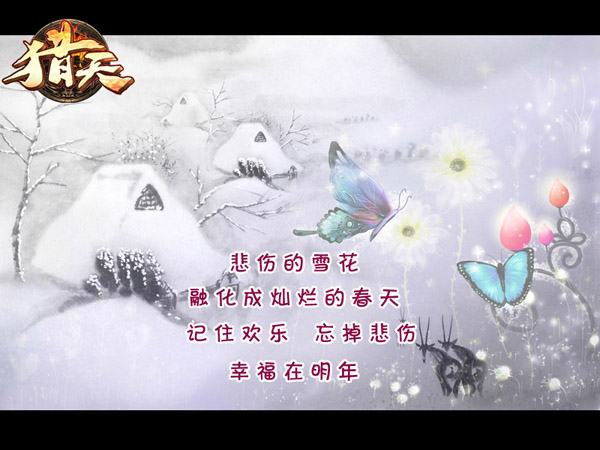 猎天
悲伤的雪花
融化成灿烂的春天
记住欢乐 忘掉悲伤
幸福在明年